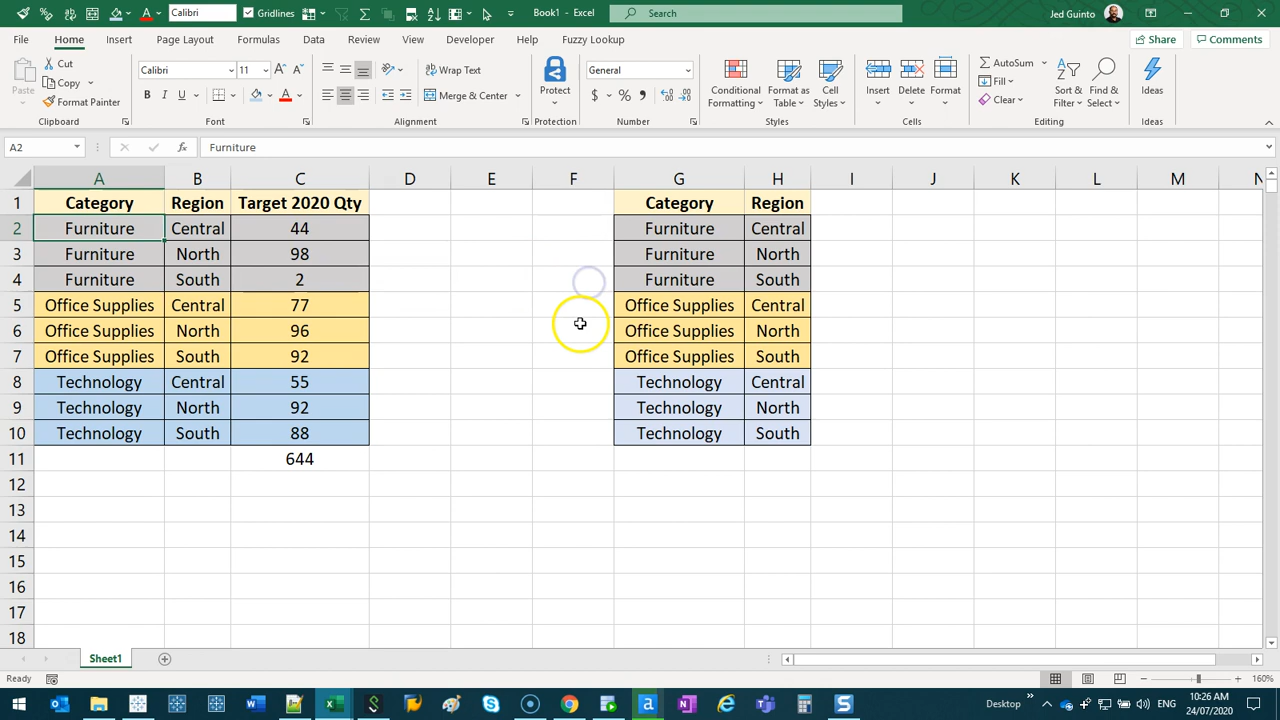 Calibri Gridlines Book1 - Excel Search Jed Guinto
File Home Insert Page Layout Formulas Data Review View Developer Help Fuzzy Lookup Share Comments
Paste Cut Copy Format Painter
Calibri 11 A A
B I U A
Wrap Text
Merge & Center
Protect
General
$ % ,
Conditional Formatting Format as Table Cell Styles
Insert Delete Format
AutoSum Fill Clear
Sort & Filter Find & Select
Ideas
Clipboard Font Alignment Protection Number Styles Cells Editing Ideas
A2 fx Furniture
A B C D E F G H I J K L M N
1 Category Region Target 2020 Qty Category Region
2 Furniture Central 44 Furniture Central
3 Furniture North 98 Furniture North
4 Furniture South 2 Furniture South
5 Office Supplies Central 77 Office Supplies Central
6 Office Supplies North 96 Office Supplies North
7 Office Supplies South 92 Office Supplies South
8 Technology Central 55 Technology Central
9 Technology North 92 Technology North
10 Technology South 88 Technology South
11 644
12
13
14
15
16
17
18
Sheet1
Ready 160%
Desktop ENG 10:26 AM
24/07/2020